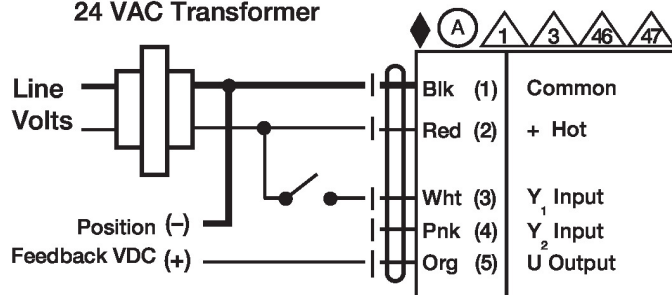 24 VAC Transformer
A 1 3 46 47
Line Volts
Blk (1) Common
Red (2) + Hot
Wht (3) Y1 Input
Position (–)
Pnk (4) Y2 Input
Feedback VDC (+)
Org (5) U Output